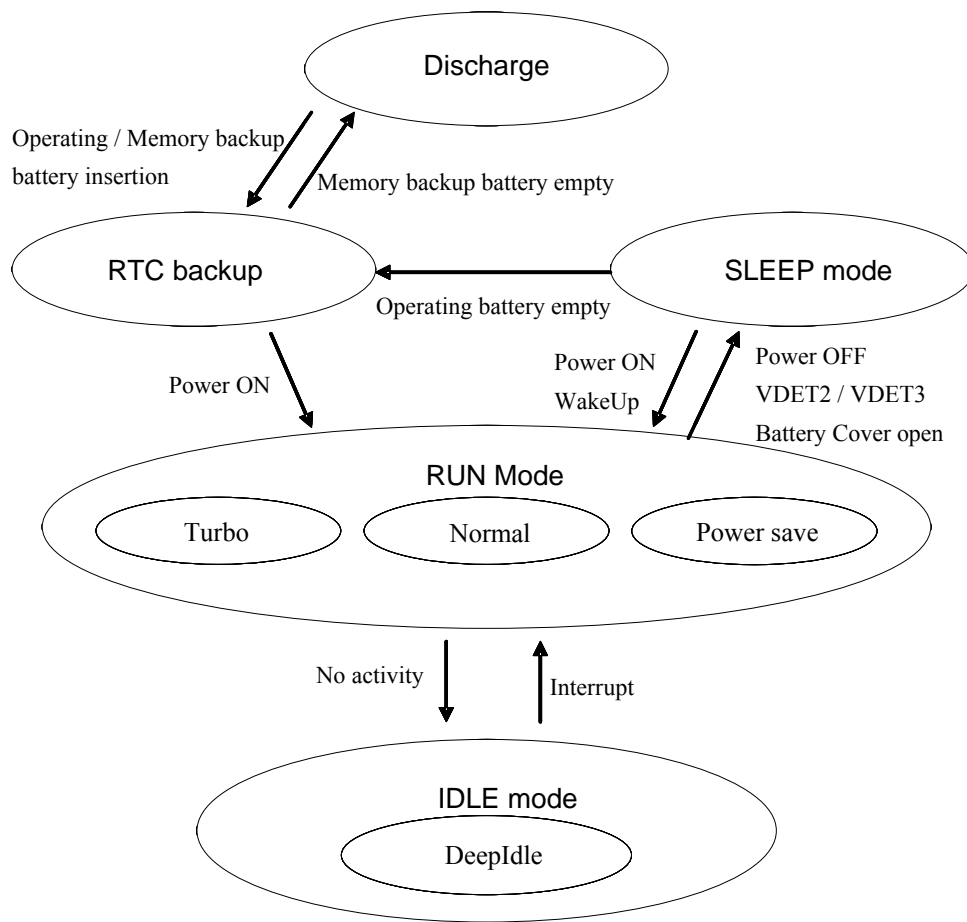 Discharge
Operating / Memory backup
battery insertion
Memory backup battery empty
RTC backup
SLEEP mode
Operating battery empty
Power ON
Power ON
WakeUp
Power OFF
VDET2 / VDET3
Battery Cover open
RUN Mode
Turbo
Normal
Power save
No activity
Interrupt
IDLE mode
DeepIdle